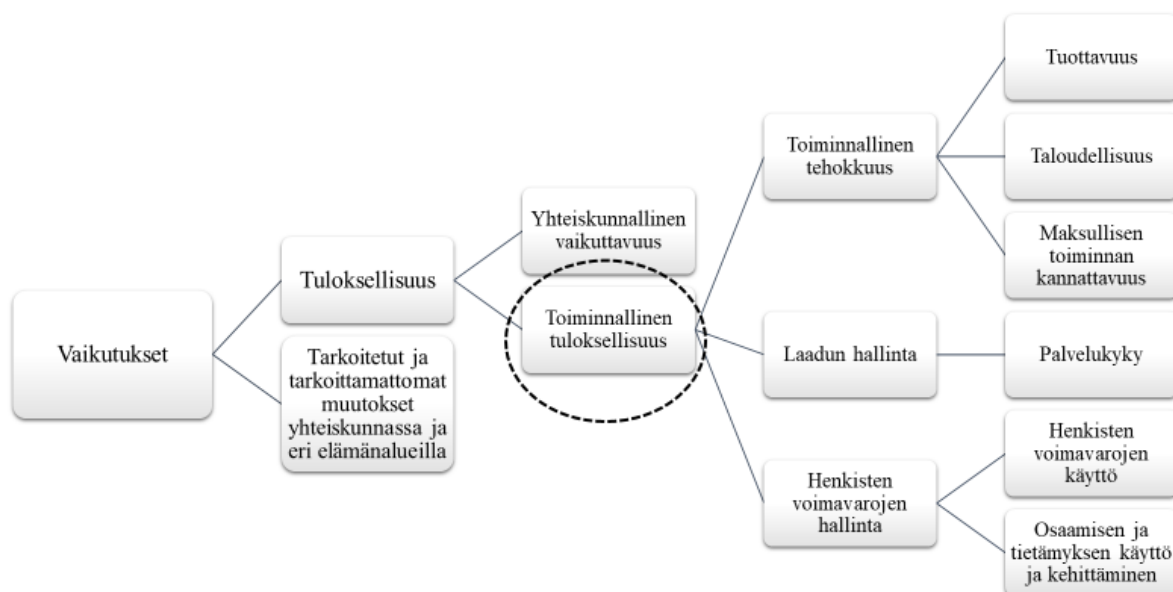 Vaikutukset
Tuloksellisuus
Tarkoitetut ja
tarkoittamattomat
muutokset
yhteiskunnassa ja
eri elämänalueilla
Yhteiskunnallinen
vaikuttavuus
Toiminnallinen
tuloksellisuus
Toiminnallinen
tehokkuus
Laadun hallinta
Henkisten
voimavarojen
hallinta
Tuottavuus
Taloudellisuus
Maksullisen
toiminnan
kannattavuus
Palvelukyky
Henkisten
voimavarojen
käyttö
Osaamisen ja
tietämyksen käyttö
ja kehittäminen